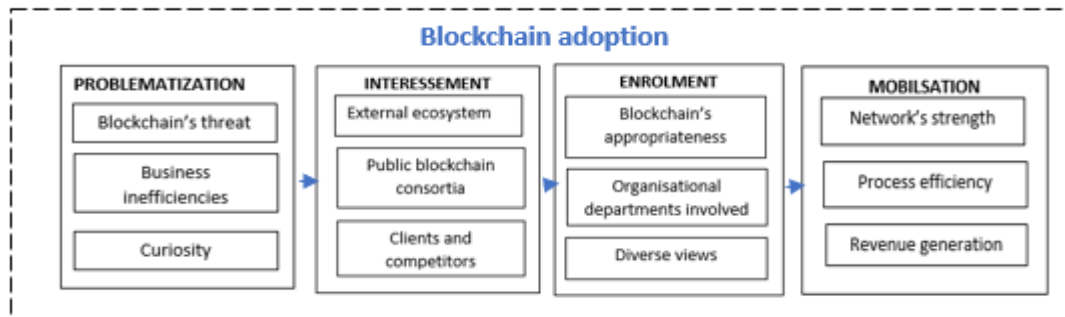 Blockchain adoption
PROBLEMATIZATION
Blockchain's threat
Business
inefficiencies
Curiosity
INTERESSEMENT
External ecosystem
Public blockchain
consortia
Clients and
competitors
ENROLMENT
Blockchain's
appropriateness
Organisational
departments involved
Diverse views
MOBILSATION
Network's strength
Process efficiency
Revenue generation